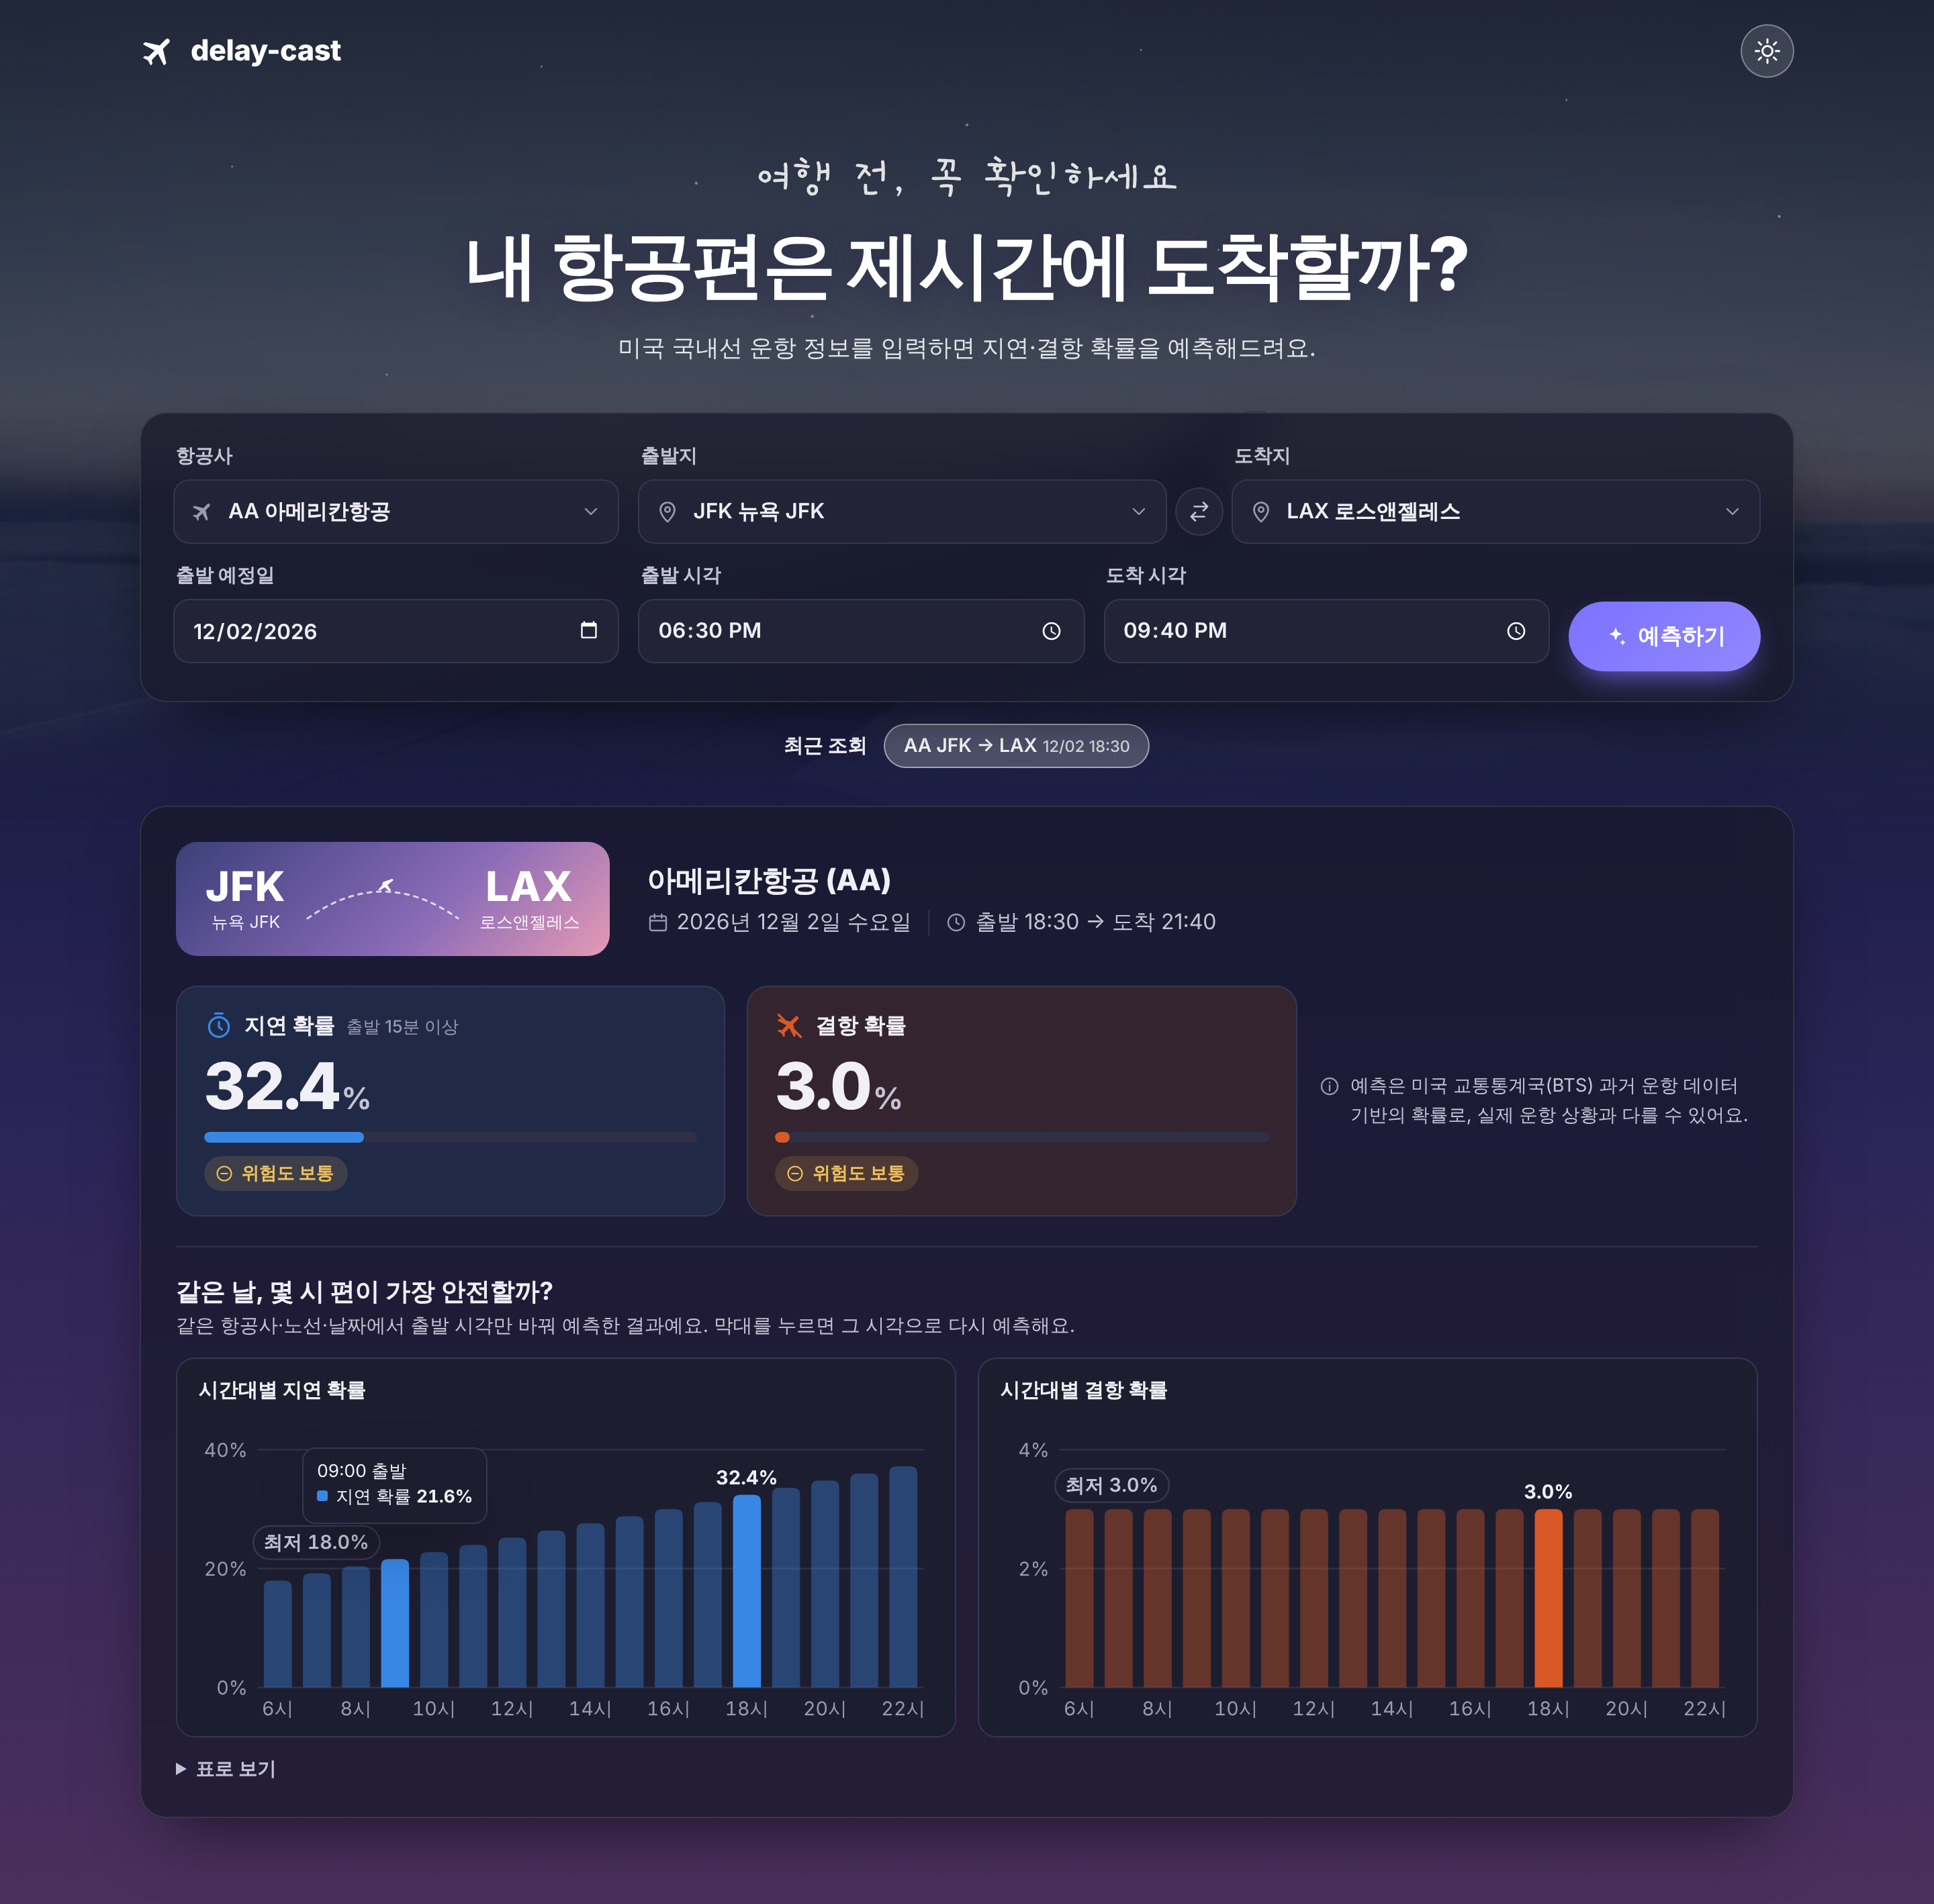 delay-cast
여행 전, 꼭 확인하세요
내 항공편은 제시간에 도착할까?
미국 국내선 운항 정보를 입력하면 지연·결항 확률을 예측해드려요.
항공사 출발지 도착지
AA 아메리칸항공 JFK 뉴욕 JFK LAX 로스앤젤레스
출발 예정일 출발 시각 도착 시각
12/02/2026 06:30 PM 09:40 PM 예측하기
최근 조회 AA JFK → LAX 12/02 18:30
JFK LAX
뉴욕 JFK 로스앤젤레스
아메리칸항공 (AA)
2026년 12월 2일 수요일 출발 18:30 → 도착 21:40
지연 확률 출발 15분 이상
32.4%
위험도 보통
결항 확률
3.0%
위험도 보통
예측은 미국 교통통계국(BTS) 과거 운항 데이터
기반의 확률로, 실제 운항 상황과 다를 수 있어요.
같은 날, 몇 시 편이 가장 안전할까?
같은 항공사·노선·날짜에서 출발 시각만 바꿔 예측한 결과예요. 막대를 누르면 그 시각으로 다시 예측해요.
시간대별 지연 확률
40%
09:00 출발
지연 확률 21.6%
32.4%
최저 18.0%
20%
0%
6시 8시 10시 12시 14시 16시 18시 20시 22시
시간대별 결항 확률
4%
최저 3.0%
3.0%
2%
0%
6시 8시 10시 12시 14시 16시 18시 20시 22시
▶ 표로 보기